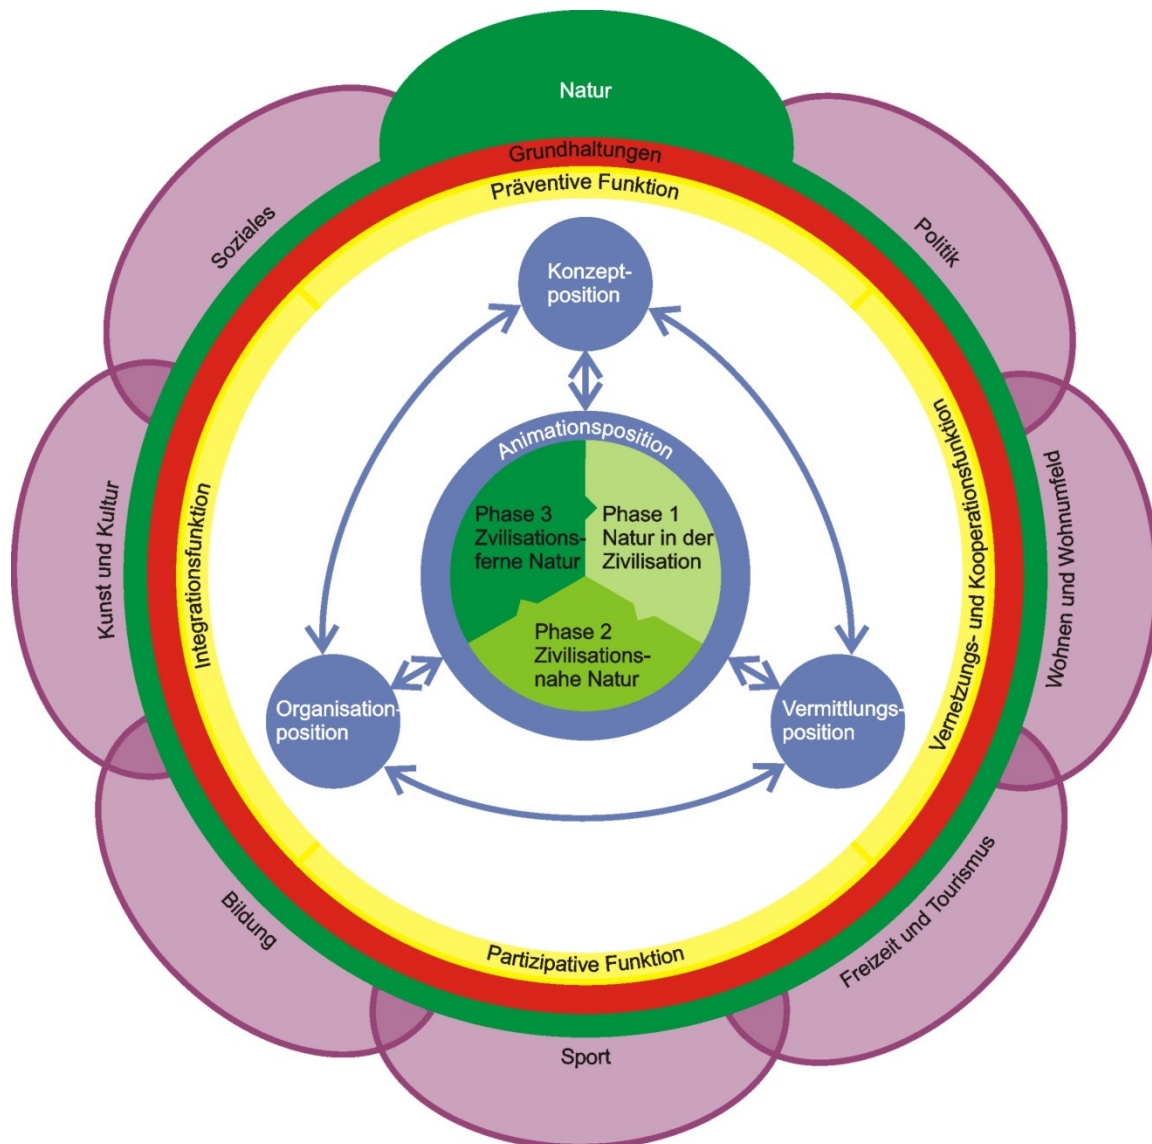 Natur
Grundhaltungen
Präventive Funktion
Soziales
Politik
Konzept-
position
Animationsposition
Phase 3
Zvilisations-
ferne Natur
Phase 1
Natur in der
Zivilisation
Phase 2
Zivilisations-
nahe Natur
Kunst und Kultur
Integrationsfunktion
Vernetzungs- und Kooperationsfunktion
Wohnen und Wohnumfeld
Organisation-
position
Vermittlungs-
position
Bildung
Partizipative Funktion
Freizeit und Tourismus
Sport